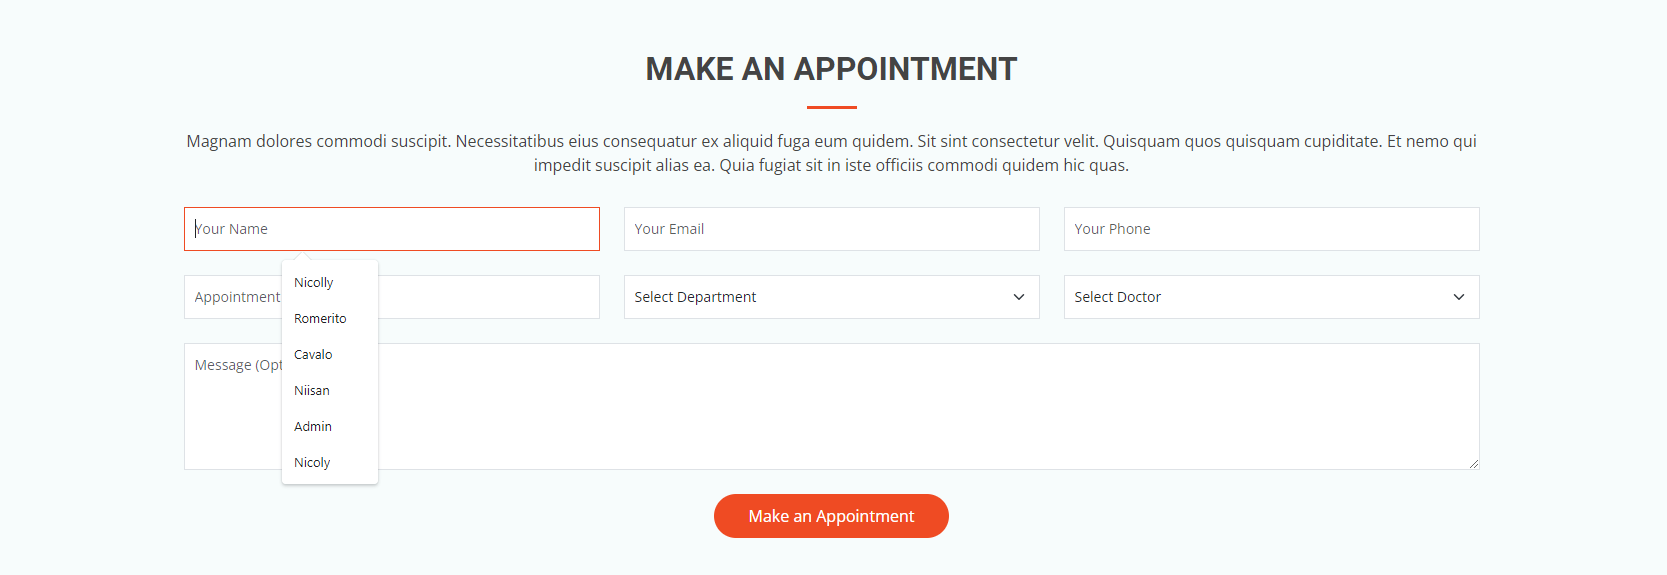 MAKE AN APPOINTMENT
Magnam dolores commodi suscipit. Necessitatibus eius consequatur ex aliquid fuga eum quidem. Sit sint consectetur velit. Quisquam quos quisquam cupiditate. Et nemo qui
impedit suscipit alias ea. Quia fugiat sit in iste officiis commodi quidem hic quas.
Your Name
Your Email
Your Phone
Appointment
Select Department
Select Doctor
Message (Opt
Nicolly
Romerito
Cavalo
Niisan
Admin
Nicoly
Make an Appointment